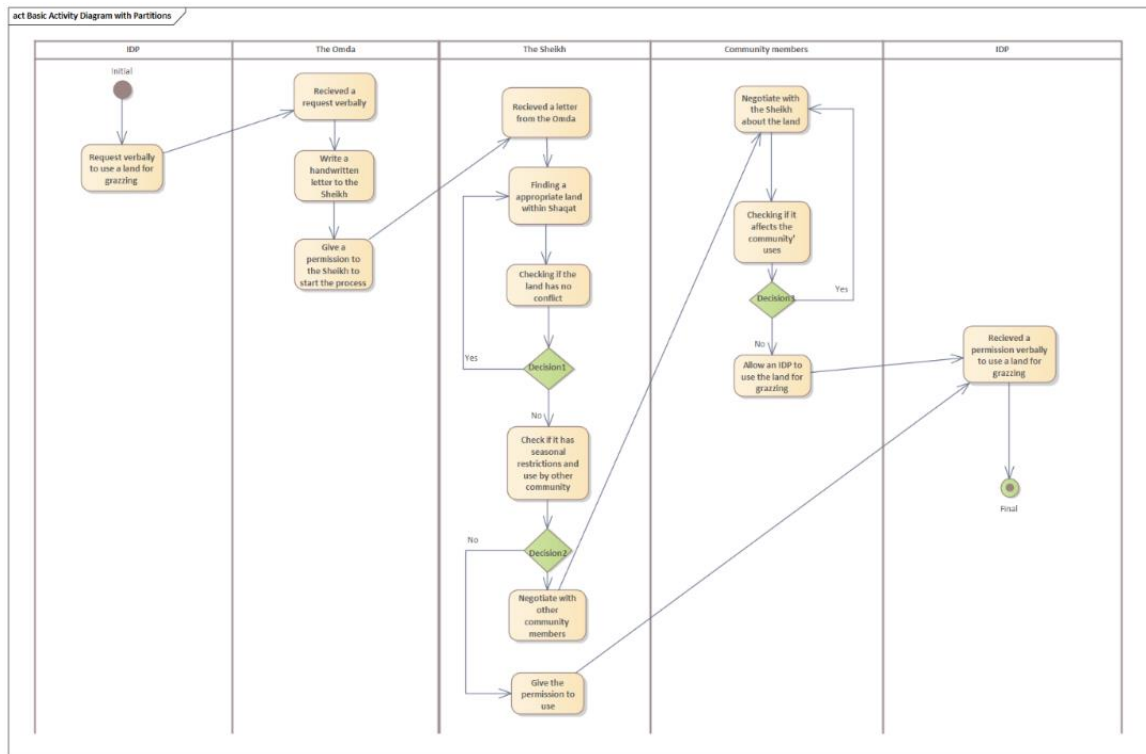 act Basic Activity Diagram with Partitions
IDP
The Omda
The Sheikh
Community members
IDP
Initial
Request verbally
to use a land for
grazzing
Recieved a
request verbally
Write a
handwritten
letter to the
Sheikh
Give a
permission to
the Sheikh to
start the process
Recieved a letter
from the Omda
Finding a
appropriate land
within Shaqat
Checking if the
land has no
conflict
Yes
Decision1
No
Check if it has
seasonal
restrictions and
use by other
community
No
Decision2
Negotiate with
other
community
members
Give the
permission to
use
Negotiate with
the Sheikh
about the land
Checking if it
affects the
community'
uses
Yes
Decision3
No
Allow an IDP to
use the land for
grazzing
Recieved a
permission verbally
to use a land for
grazzing
Final